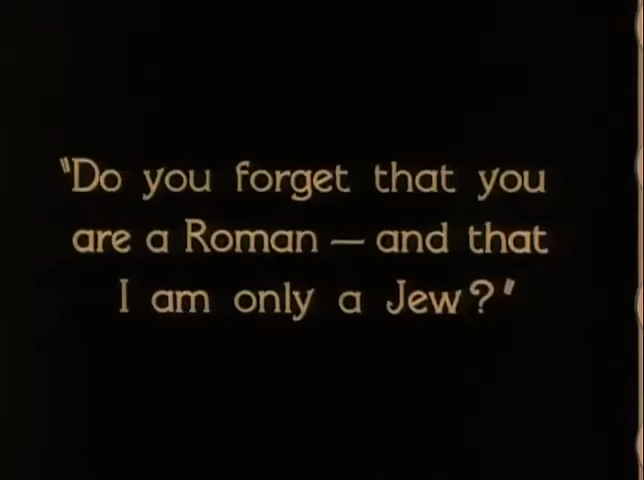 "Do you forget that you
are a Roman — and that
I am only a Jew?"